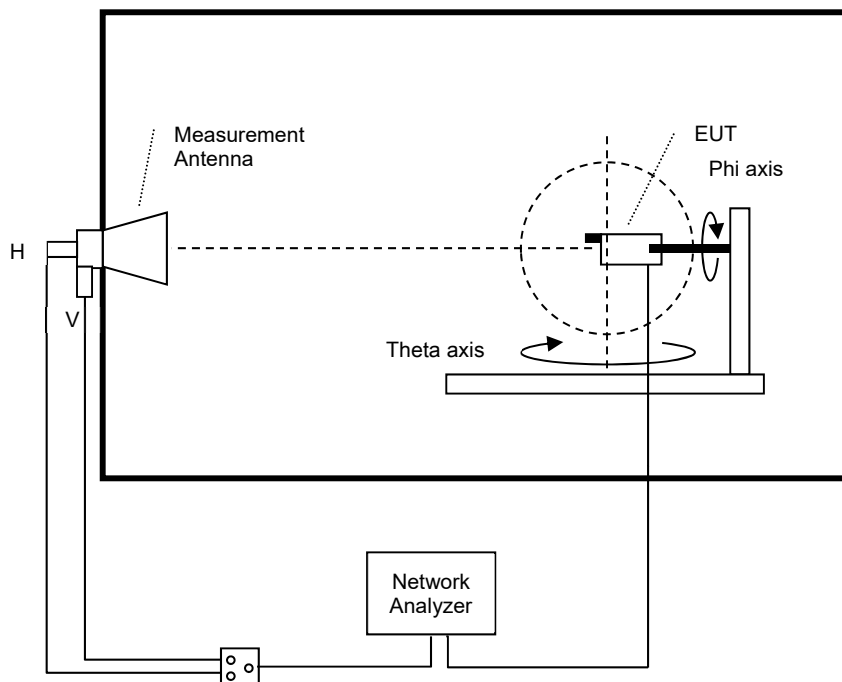 Measurement
Antenna
EUT
Phi axis
H
V
Theta axis
Network
Analyzer